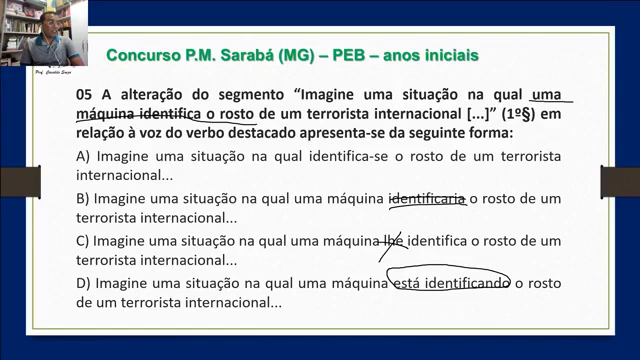 Prof. Claudete Souza
Concurso P.M. Sarabá (MG) – PEB – anos iniciais
05 A alteração do segmento “Imagine uma situação na qual uma
máquina identifica o rosto de um terrorista internacional [...]” (1º§) em
relação à voz do verbo destacado apresenta-se da seguinte forma:
A) Imagine uma situação na qual identifica-se o rosto de um terrorista
internacional...
B) Imagine uma situação na qual uma máquina identificaria o rosto de um
terrorista internacional...
C) Imagine uma situação na qual uma máquina lhe identifica o rosto de um
terrorista internacional...
D) Imagine uma situação na qual uma máquina está identificando o rosto
de um terrorista internacional...